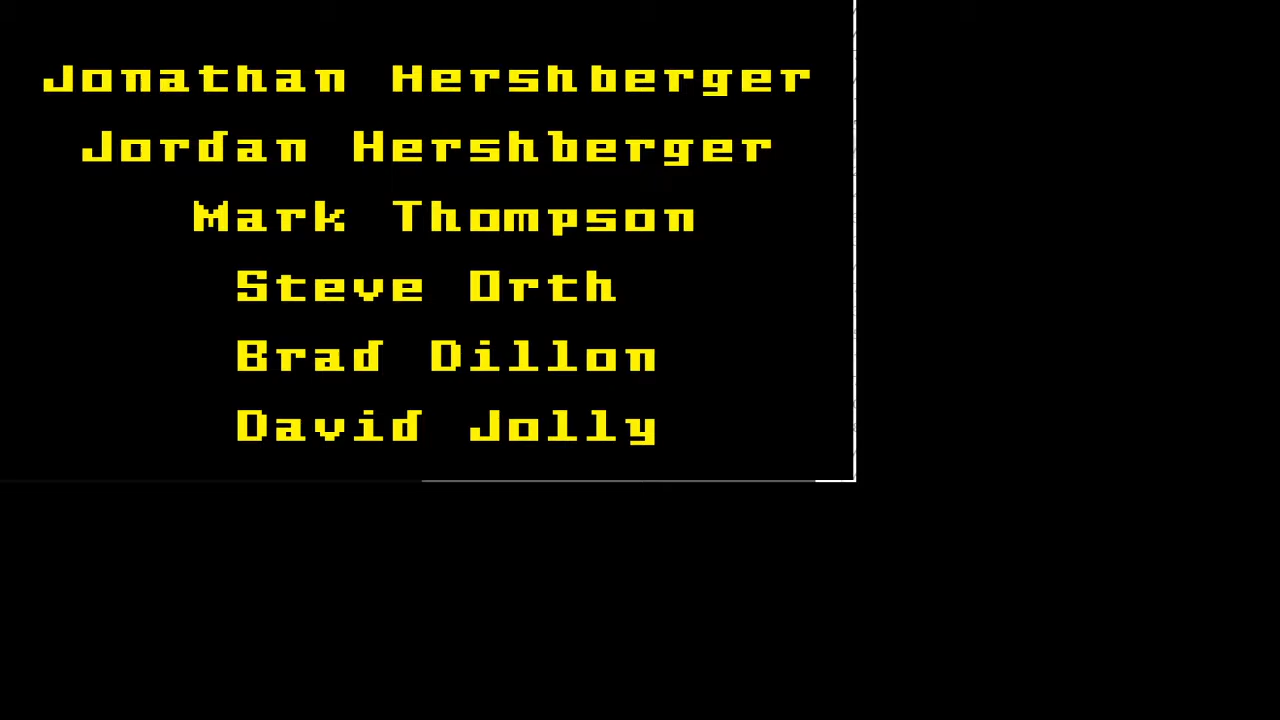 Jonathan Hershberger
Jordan Hershberger
Mark Thompson
Steve Orth
Brad Dillon
David Jolly